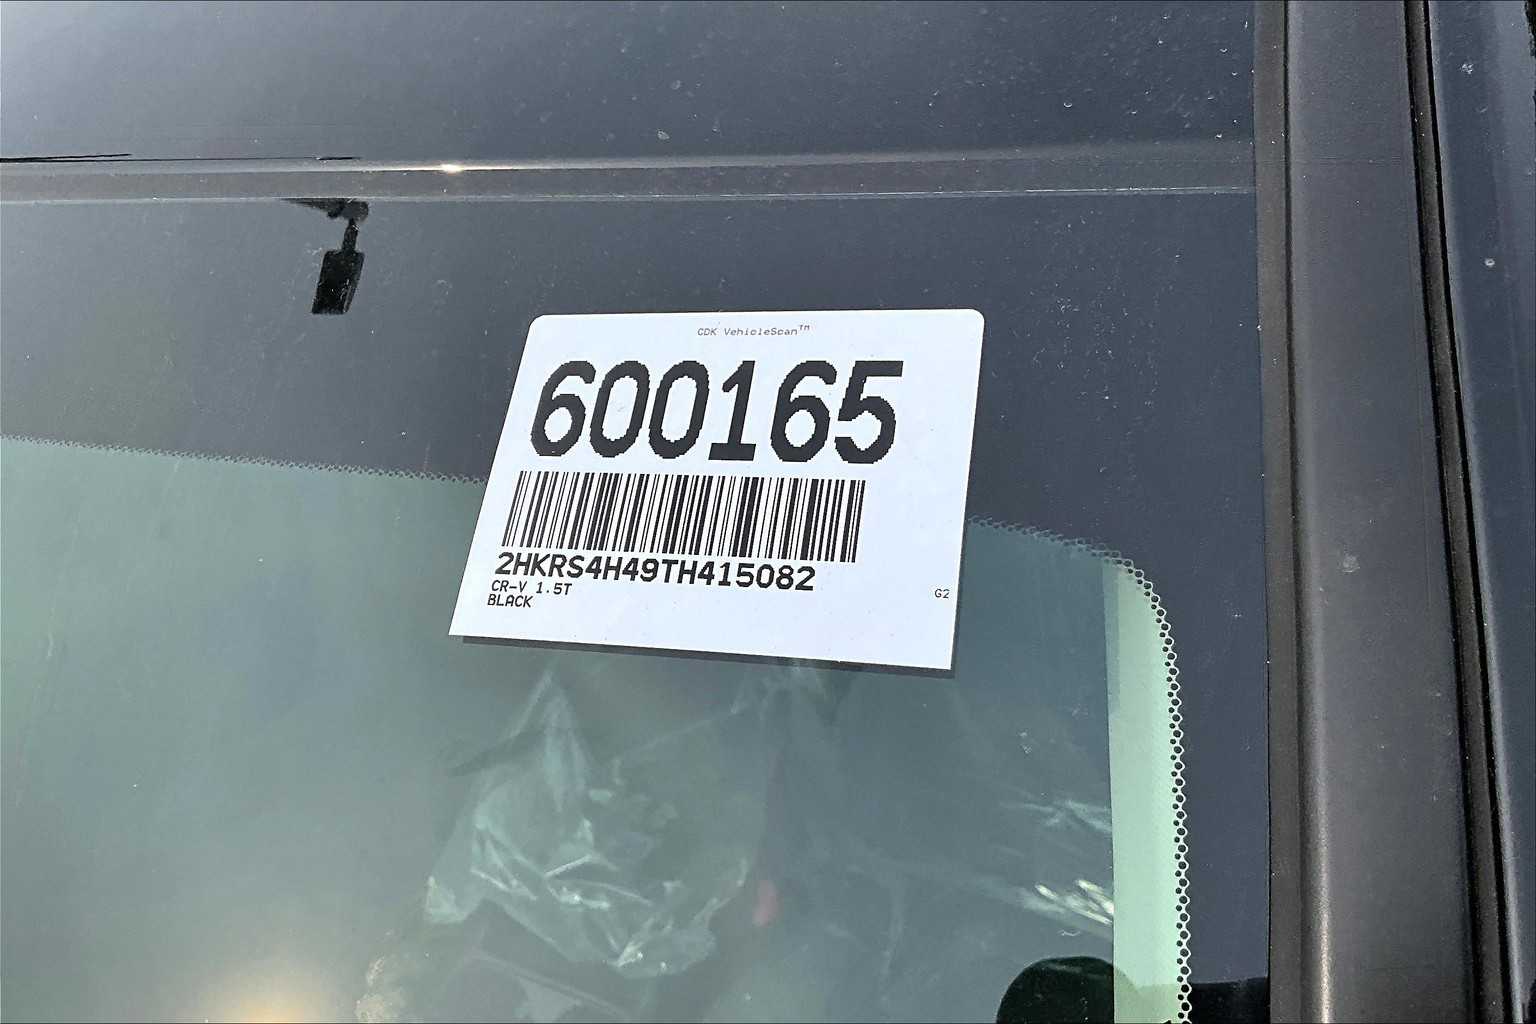 CDK VehicleScan™
600165
2HKRS4H49TH415082
CR-V 1.5T
BLACK
G2